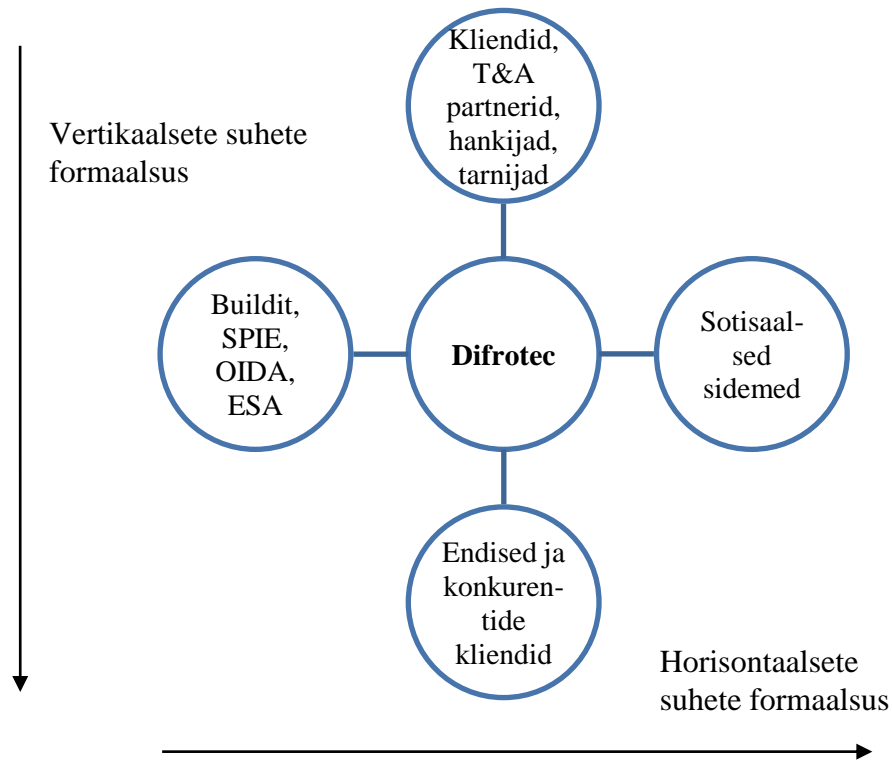 Kliendid,
T&A
partnerid,
hankijad,
tarnijad
Vertikaalsete suhete
formaalsus
Buildit,
SPIE,
OIDA,
ESA
Difrotec
Sotisaal-
sed
sidemed
Endised ja
konkuren-
tide
kliendid
Horisontaalsete
suhete formaalsus